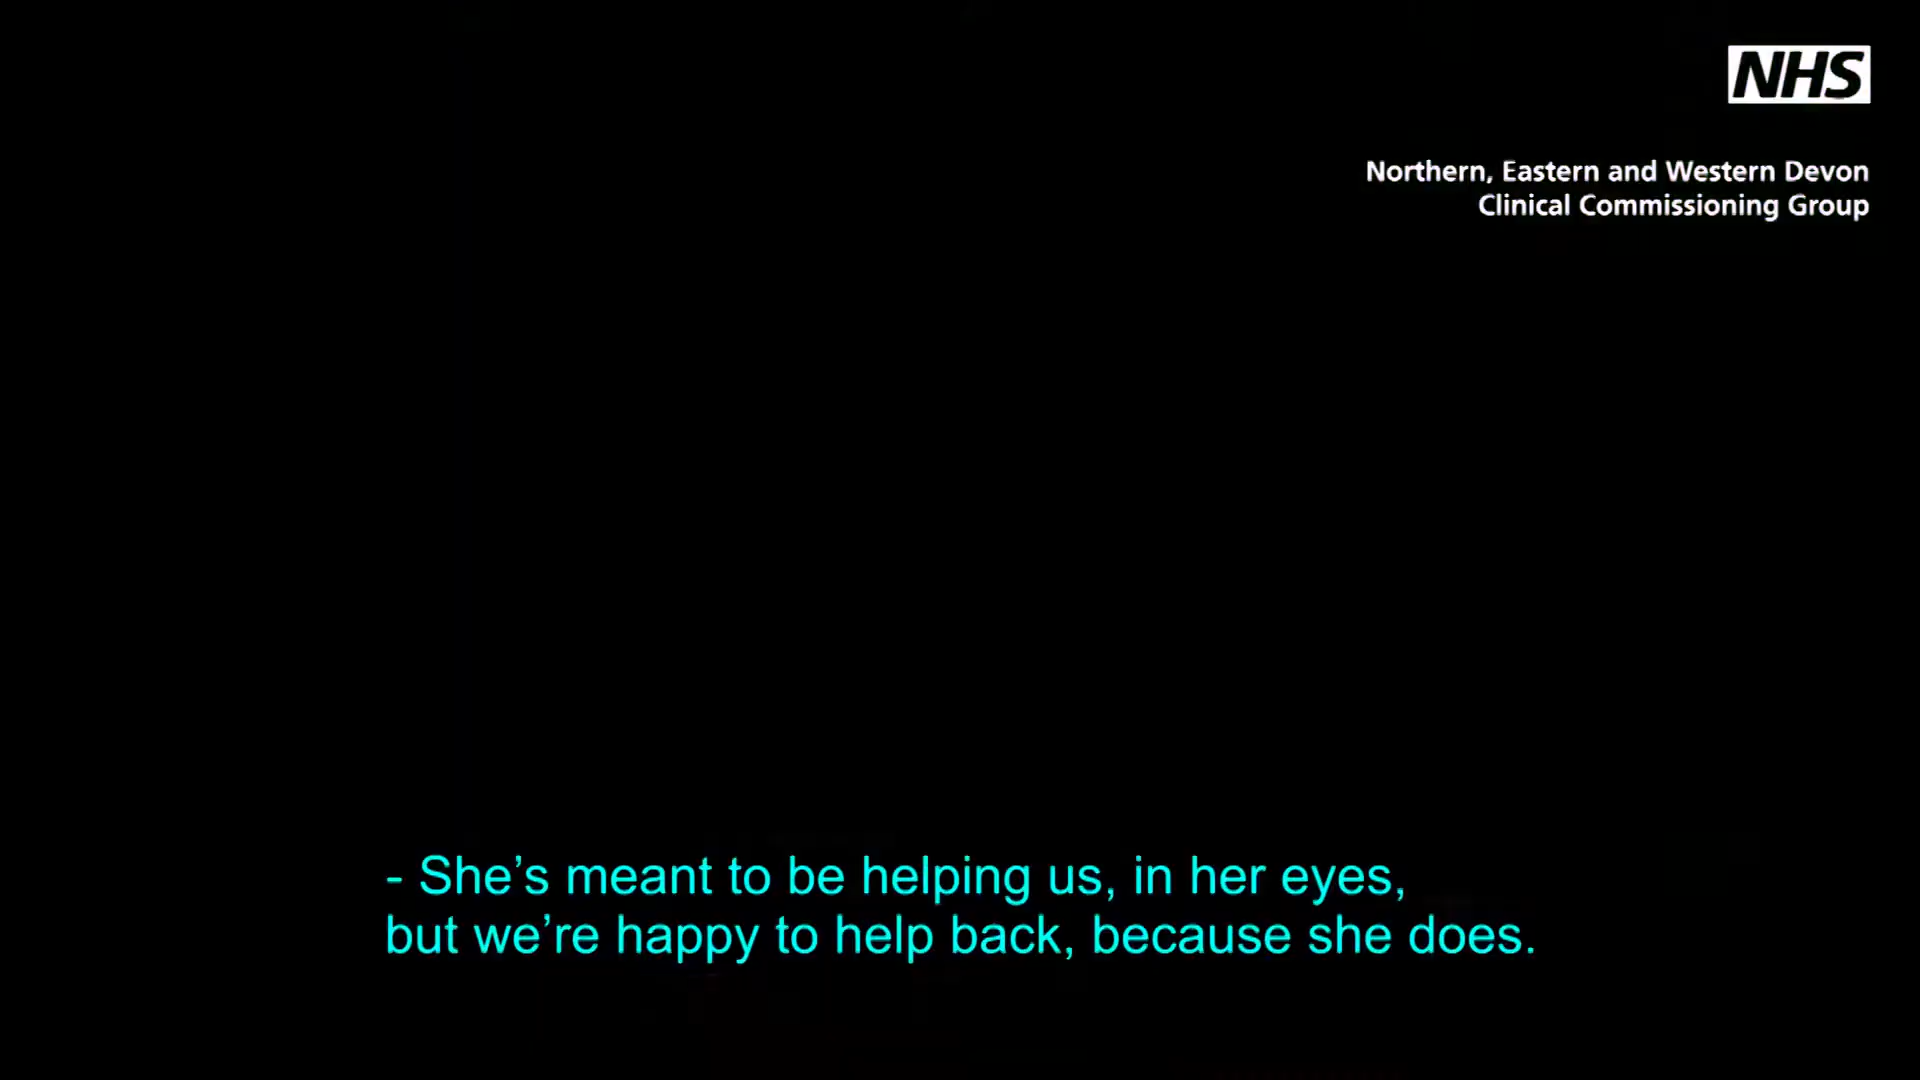 NHS
Northern, Eastern and Western Devon
Clinical Commissioning Group
- She’s meant to be helping us, in her eyes,
but we’re happy to help back, because she does.